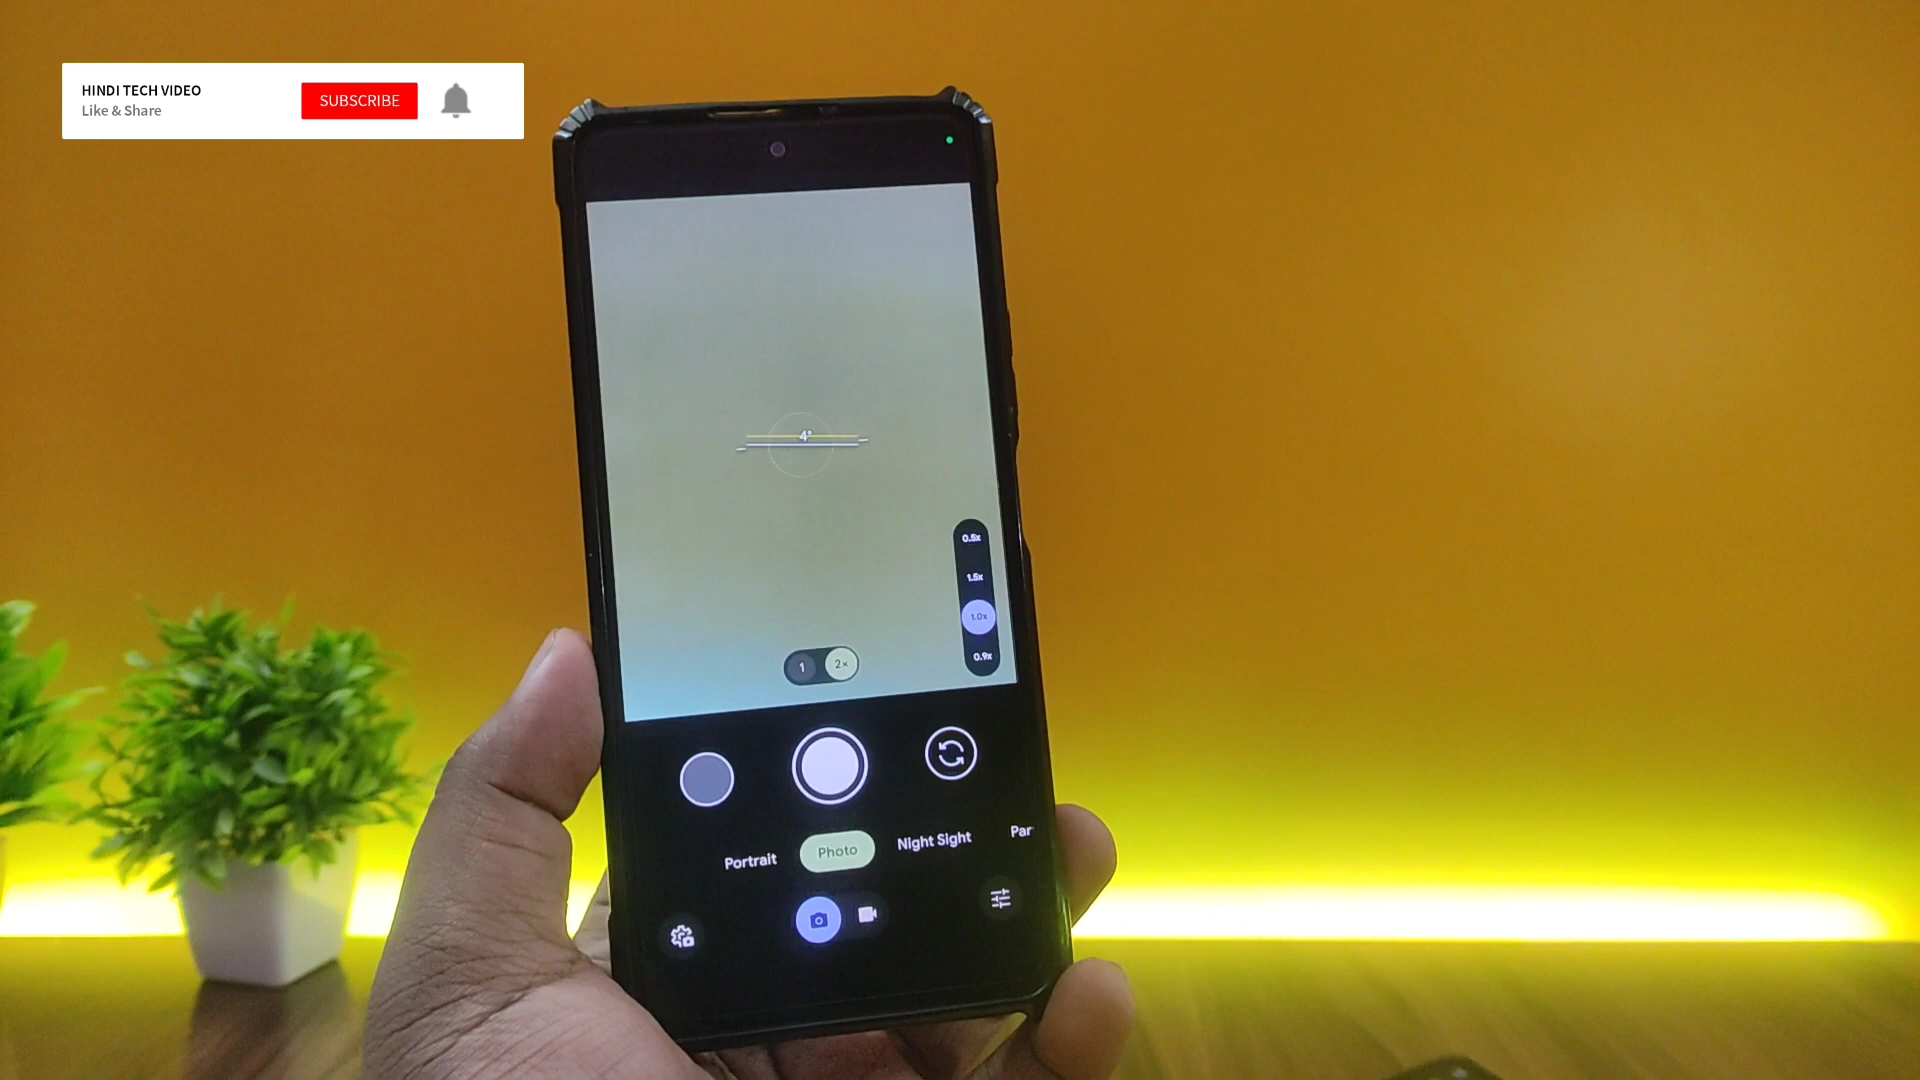 HINDI TECH VIDEO
Like & Share
SUBSCRIBE
4°
0.5x
1.5x
1.0x
0.9x
1
2×
Portrait
Photo
Night Sight
Par